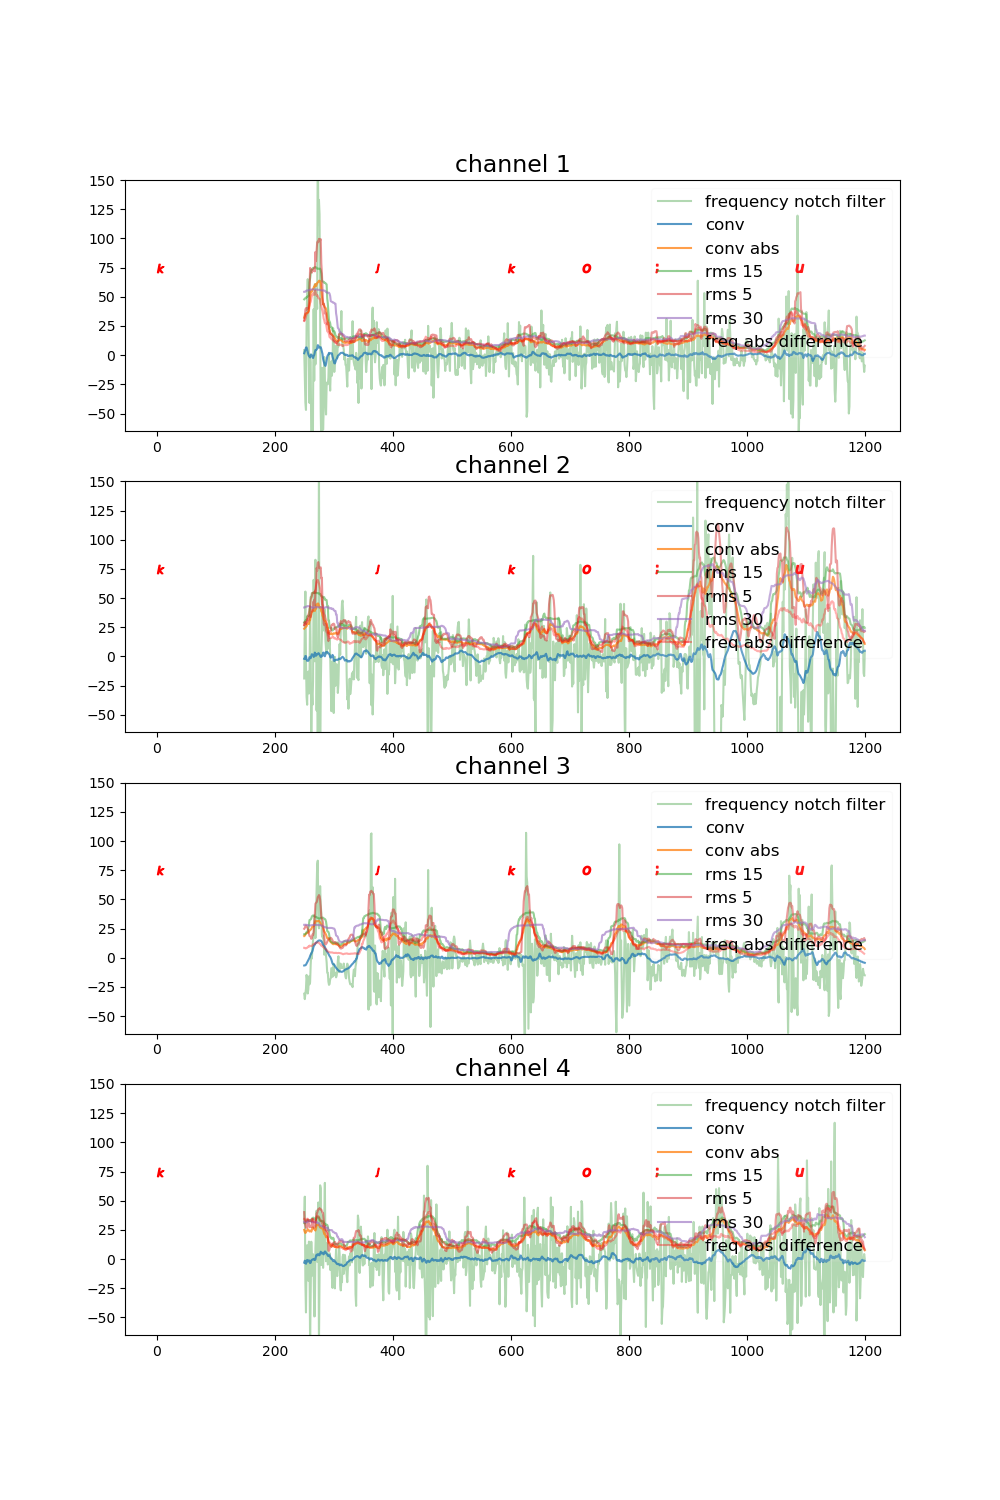 channel 1
150
125
100
75
50
25
0
−25
−50
k J k o ; u
frequency notch filter
conv
conv abs
rms 15
rms 5
rms 30
freq abs difference
0 200 400 600 800 1000 1200
channel 2
150
125
100
75
50
25
0
−25
−50
k J k o ; u
frequency notch filter
conv
conv abs
rms 15
rms 5
rms 30
freq abs difference
0 200 400 600 800 1000 1200
channel 3
150
125
100
75
50
25
0
−25
−50
k J k o ; u
frequency notch filter
conv
conv abs
rms 15
rms 5
rms 30
freq abs difference
0 200 400 600 800 1000 1200
channel 4
150
125
100
75
50
25
0
−25
−50
k J k o ; u
frequency notch filter
conv
conv abs
rms 15
rms 5
rms 30
freq abs difference
0 200 400 600 800 1000 1200